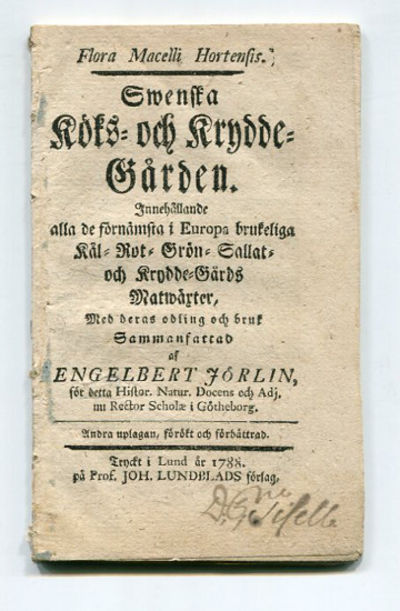 Flora Macelli Hortensis.
Swenska
Köks- och Krydde-
Gården.
Innehållande
alla de förnämsta i Europa brukeliga
Kål- Rot- Grön- Sallat-
och Krydde-Gårds
Matwäxter,
Med deras odling och bruk
Sammanfattad
af
ENGELBERT JÖRLIN,
för detta Histor. Natur. Docens och Adj.
nu Rector Scholæ i Götheborg.
Andra uplagan, förökt och förbättrad.
Tryckt i Lund år 1788.
på Prof. JOH. LUNDBLADS förlag.